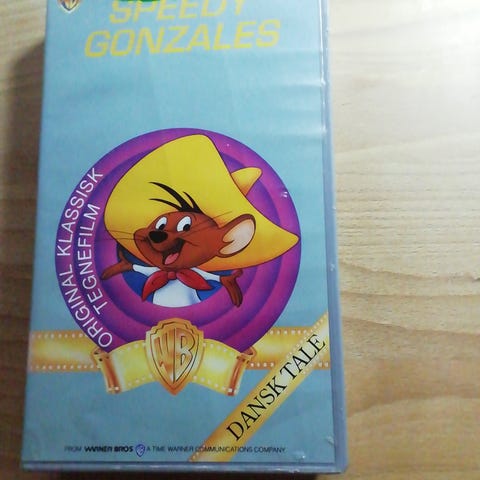 SPEEDY
GONZALES
ORIGINAL KLASSISK
TEGNEFILM
WB
DANSK TALE
FROM WARNER BROS A TIME WARNER COMMUNICATIONS COMPANY